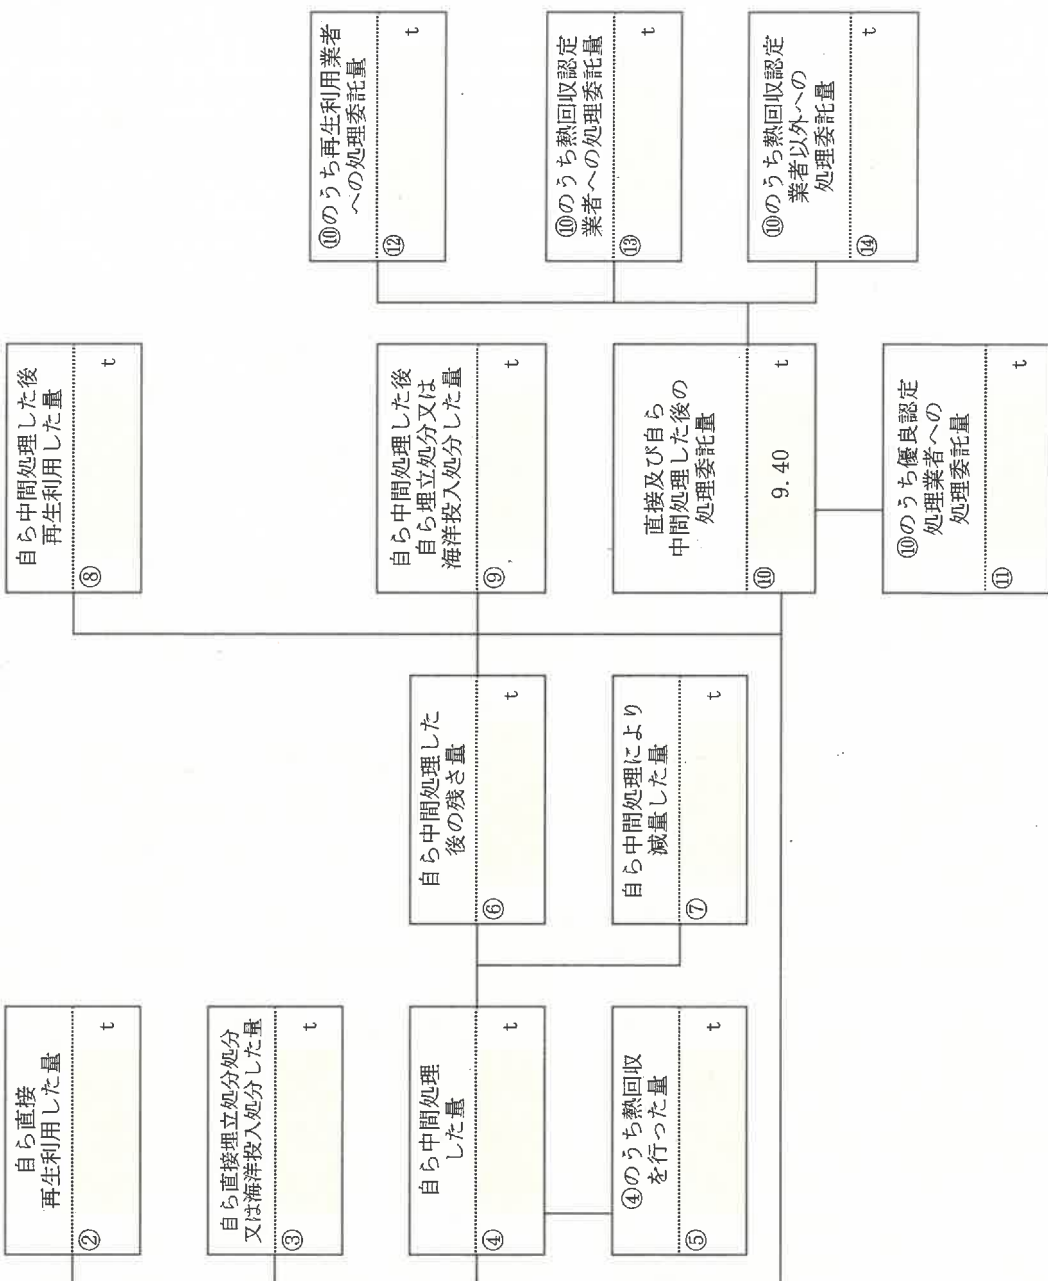 自ら直接
再生利用した量
②
t
自ら直接埋立処分処分
又は海洋投入処分した量
③
t
自ら中間処理
した量
④
t
④のうち熱回収
を行った量
⑤
t
自ら中間処理した
後の残さ量
⑥
t
自ら中間処理により
減量した量
⑦
t
自ら中間処理した後
再生利用した量
⑧
t
自ら中間処理した後
自ら埋立処分又は
海洋投入処分した量
⑨
t
直接及び自ら
中間処理した後の
処理委託量
⑩
9.40
t
⑩のうち優良認定
処理業者への
処理委託量
⑪
t
⑩のうち再生利用業者
への処理委託量
⑫
t
⑩のうち熱回収認定
業者への処理委託量
⑬
t
⑩のうち熱回収認定
業者以外への
処理委託量
⑭
t